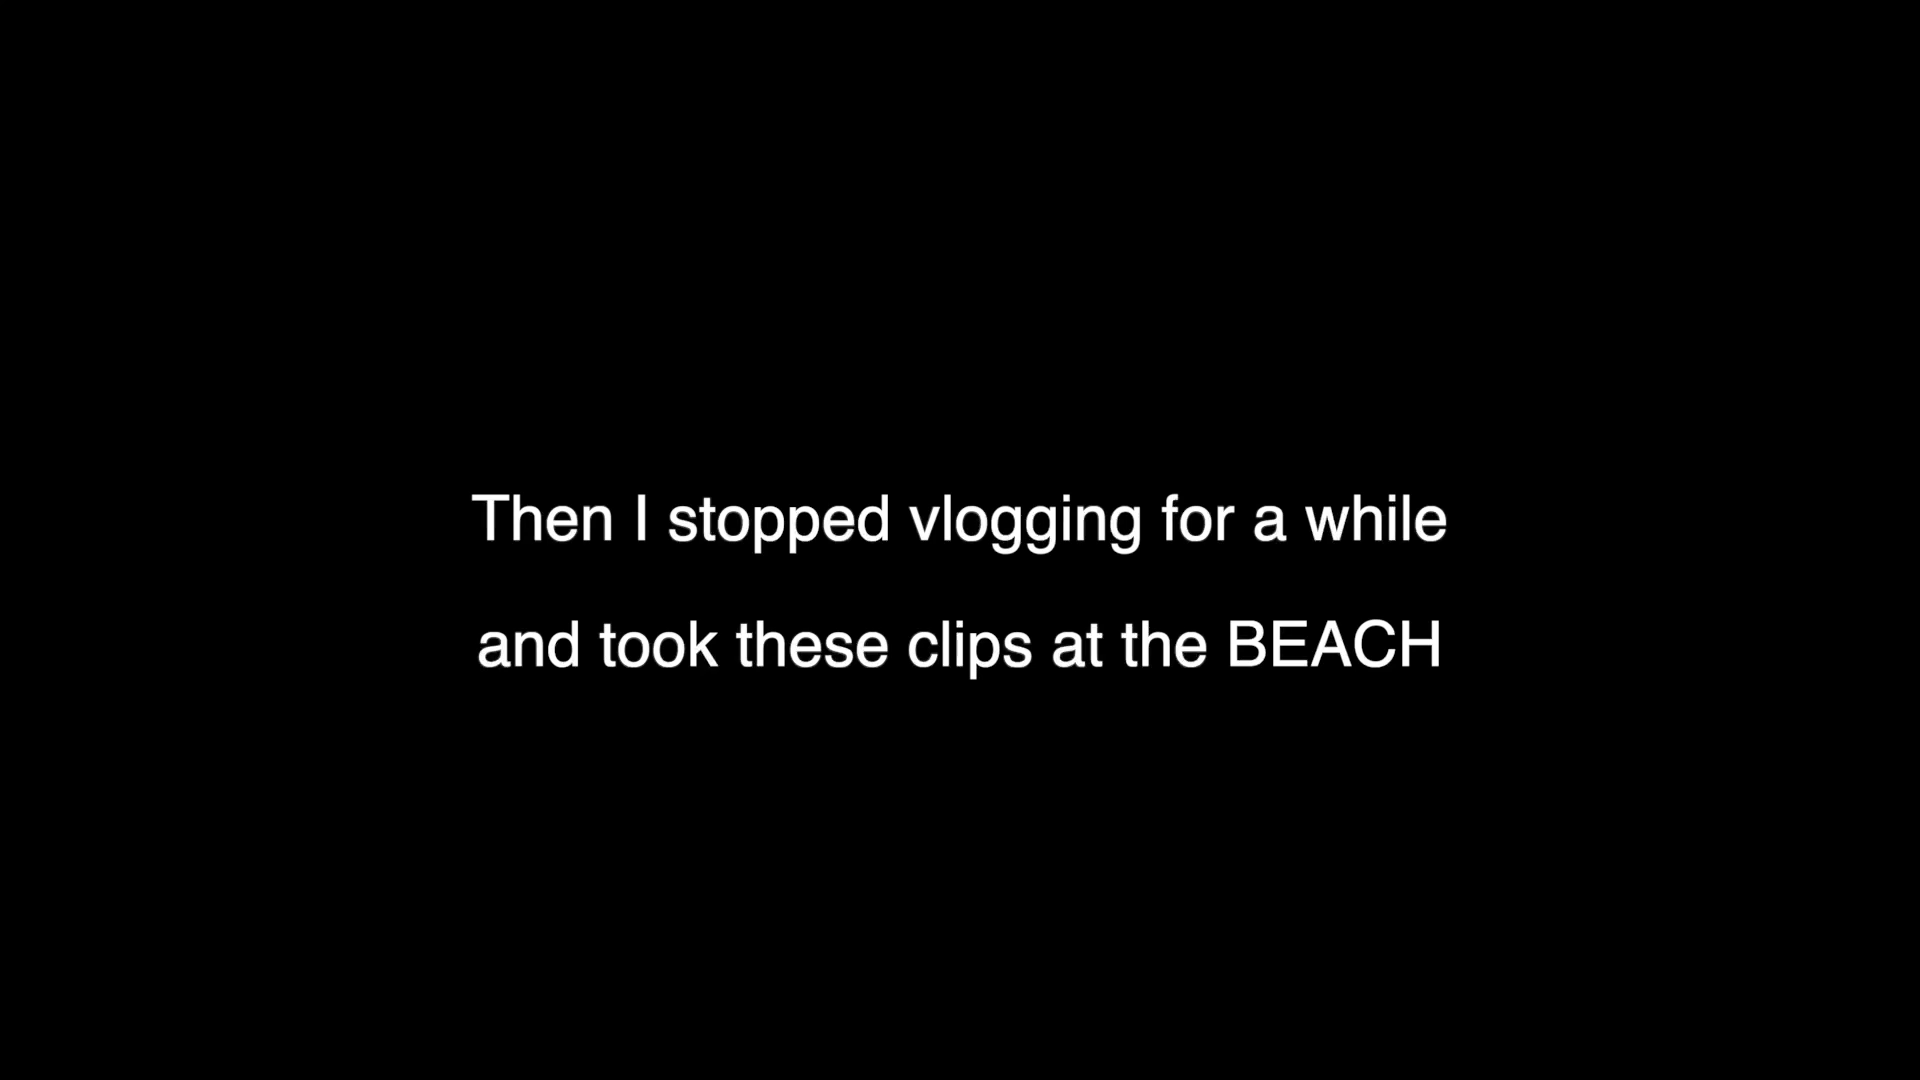 Then I stopped vlogging for a while
and took these clips at the BEACH